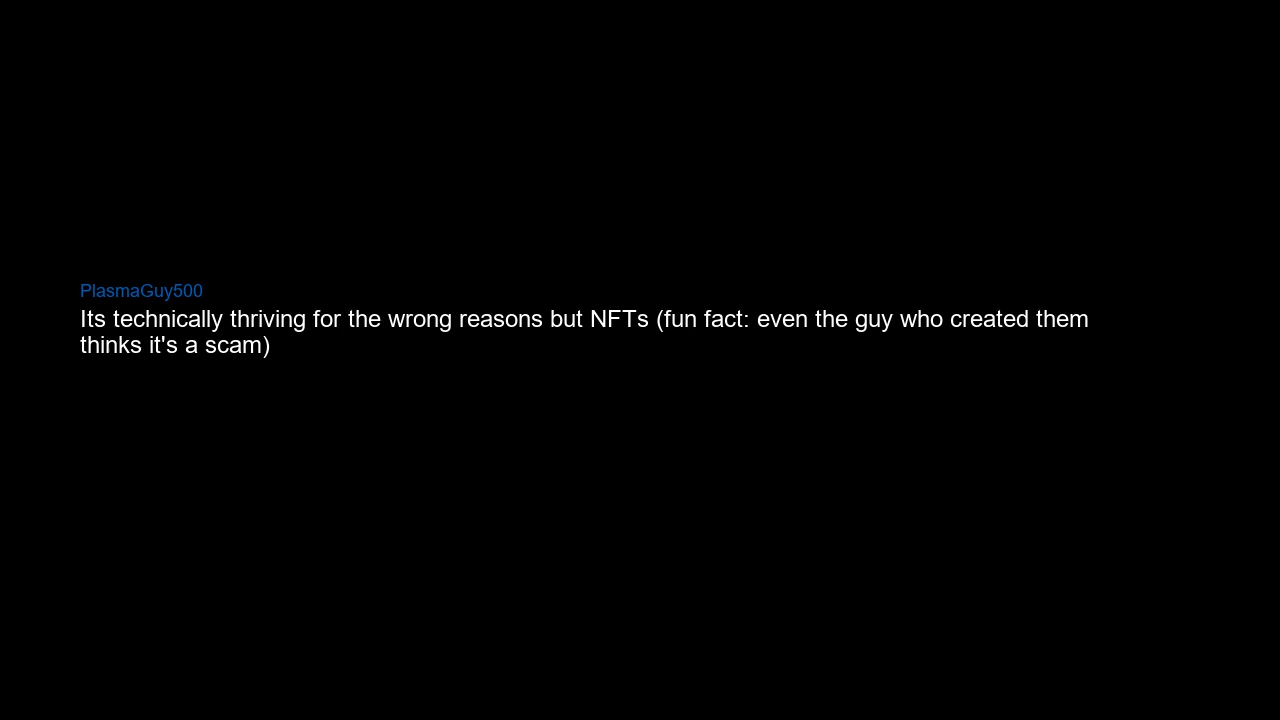 PlasmaGuy500
Its technically thriving for the wrong reasons but NFTs (fun fact: even the guy who created them
thinks it's a scam)